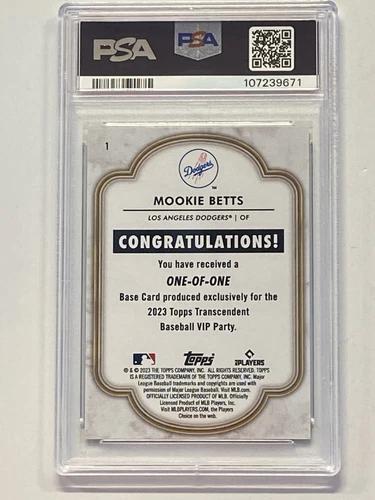 PSA
PSA
107239671
1
Dodgers
™
MOOKIE BETTS
LOS ANGELES DODGERS® | OF
CONGRATULATIONS!
You have received a
ONE-OF-ONE
Base Card produced exclusively for the
2023 Topps Transcendent
Baseball VIP Party.
Topps
PLAYERS
® & © 2023 THE TOPPS COMPANY, INC. ALL RIGHTS RESERVED. TOPPS
IS A REGISTERED TRADEMARK OF THE TOPPS COMPANY, INC. Major
League Baseball trademarks and copyrights are used with
permission of Major League Baseball. Visit MLB.com.
OFFICIALLY LICENSED PRODUCT OF MLB. Officially
Licensed Product of MLB Players, Inc.
Visit MLBPLAYERS.com, the Players
Choice on the web.